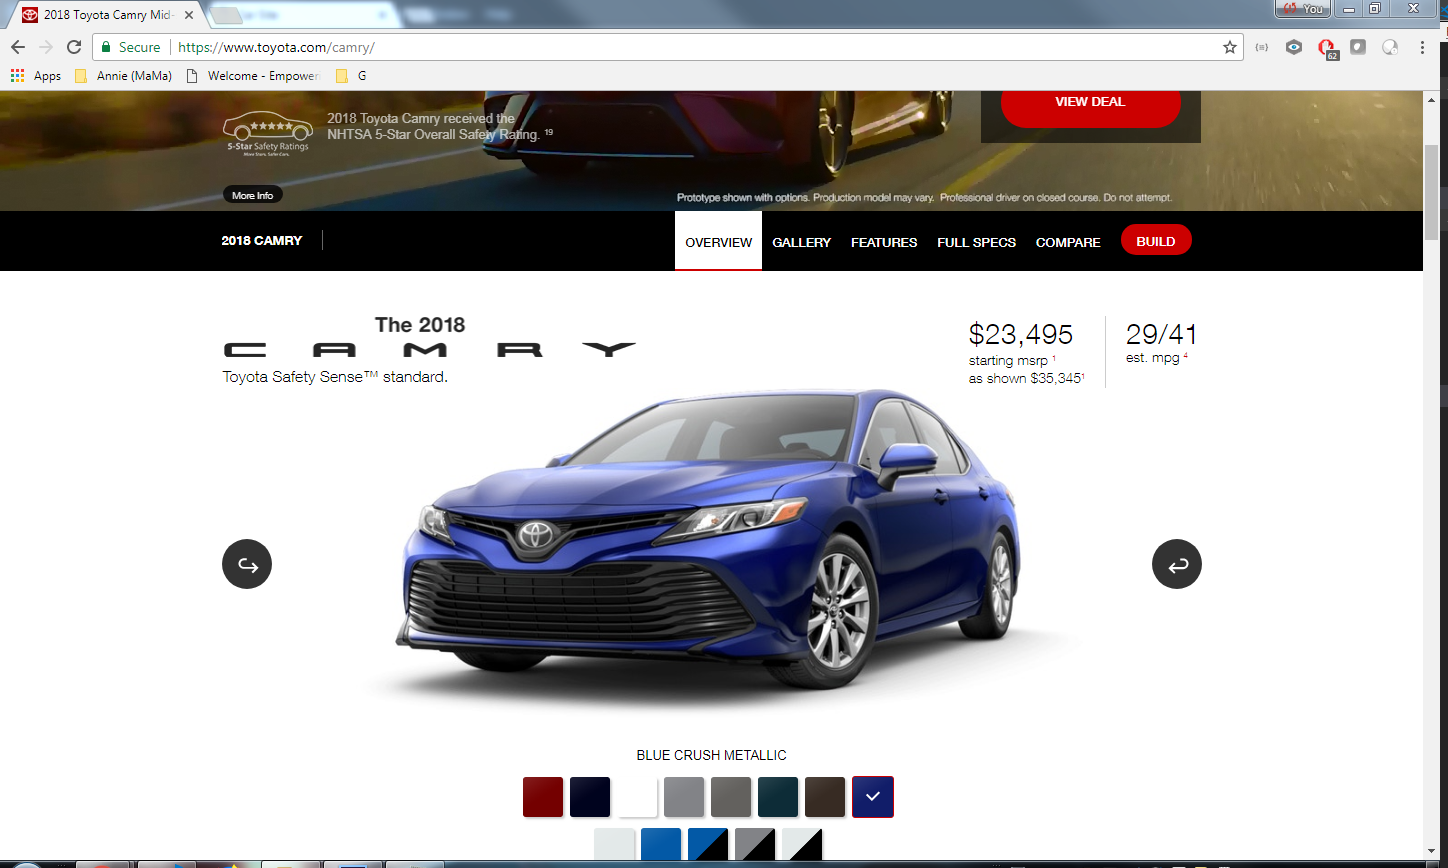 2018 Toyota Camry Mid-
You
Secure
https://www.toyota.com/camry/
62
Apps
Annie (MaMa)
Welcome - Empower
G
2018 Toyota Camry received the
NHTSA 5-Star Overall Safety Rating. 19
5-Star Safety Ratings
More Stars. Safer Cars.
VIEW DEAL
More Info
Prototype shown with options. Production model may vary. Professional driver on closed course. Do not attempt.
2018 CAMRY
OVERVIEW
GALLERY
FEATURES
FULL SPECS
COMPARE
BUILD
The 2018
CAMRY
Toyota Safety Sense™ standard.
$23,495
starting msrp 1
as shown $35,345¹
29/41
est. mpg 4
BLUE CRUSH METALLIC